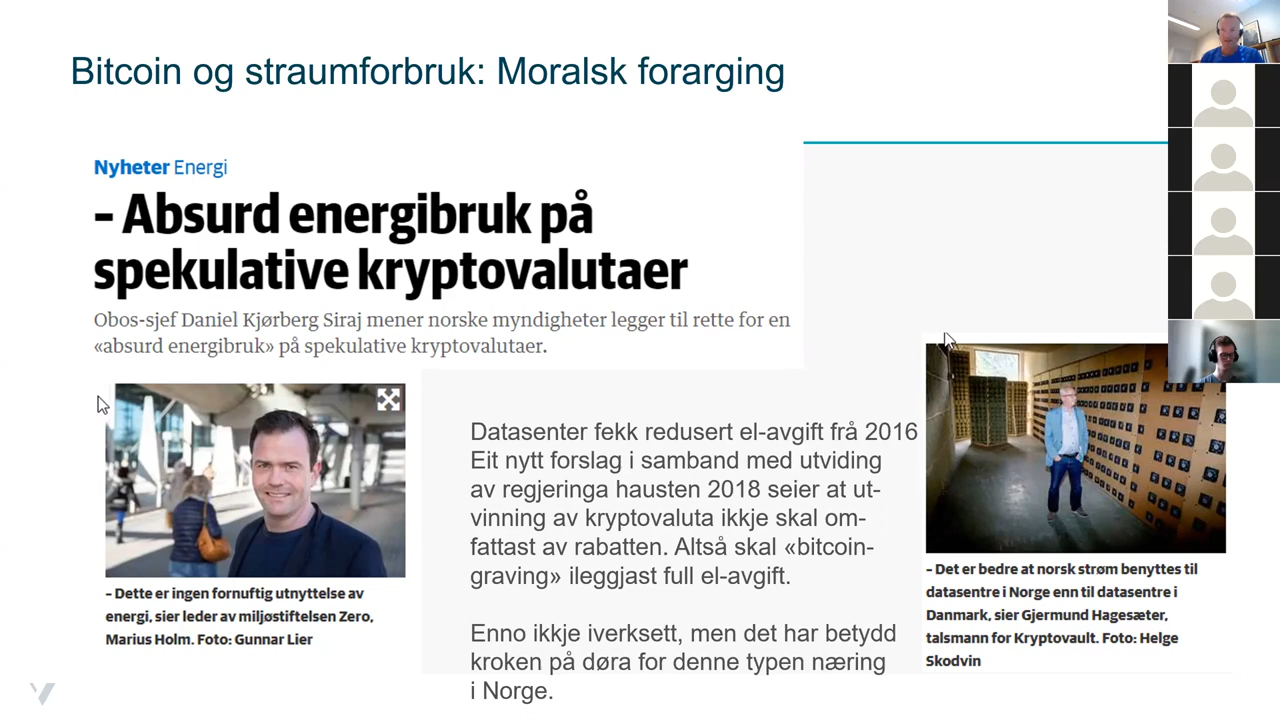 Bitcoin og straumforbruk: Moralsk forarging
Nyheter Energi
– Absurd energibruk på
spekulative kryptovalutaer
Obos-sjef Daniel Kjørberg Siraj mener norske myndigheter legger til rette for en
«absurd energibruk» på spekulative kryptovalutaer.
– Dette er ingen fornuftig utnyttelse av
energi, sier leder av miljøstiftelsen Zero,
Marius Holm. Foto: Gunnar Lier
Datasenter fekk redusert el-avgift frå 2016
Eit nytt forslag i samband med utviding
av regjeringa hausten 2018 seier at ut-
vinning av kryptovaluta ikkje skal om-
fattast av rabatten. Altså skal «bitcoin-
graving» ileggjast full el-avgift.
Enno ikkje iverksett, men det har betydd
kroken på døra for denne typen næring
i Norge.
– Det er bedre at norsk strøm benyttes til
datasentre i Norge enn til datasentre i
Danmark, sier Gjermund Hagesæter,
talsmann for Kryptovault. Foto: Helge
Skodvin